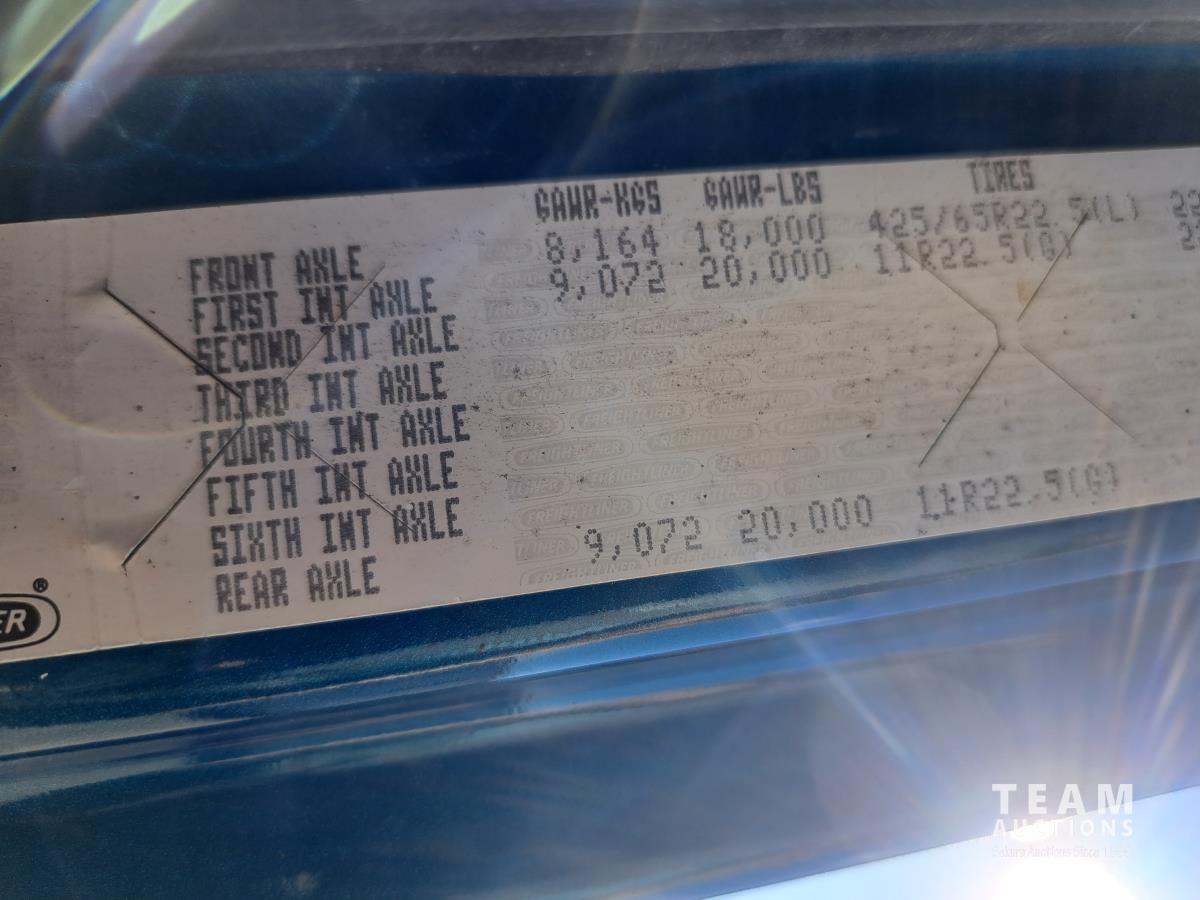 GAWR-KGS GAWR-LBS TIRES
FRONT AXLE 8,164 18,000 425/65R22.5(L)
FIRST INT AXLE 9,072 20,000 11R22.5(G)
SECOND INT AXLE
THIRD INT AXLE
FOURTH INT AXLE
FIFTH INT AXLE
SIXTH INT AXLE
REAR AXLE 9,072 20,000 11R22.5(G)
FREIGHTLINER
ER®
TEAM
AUCTIONS